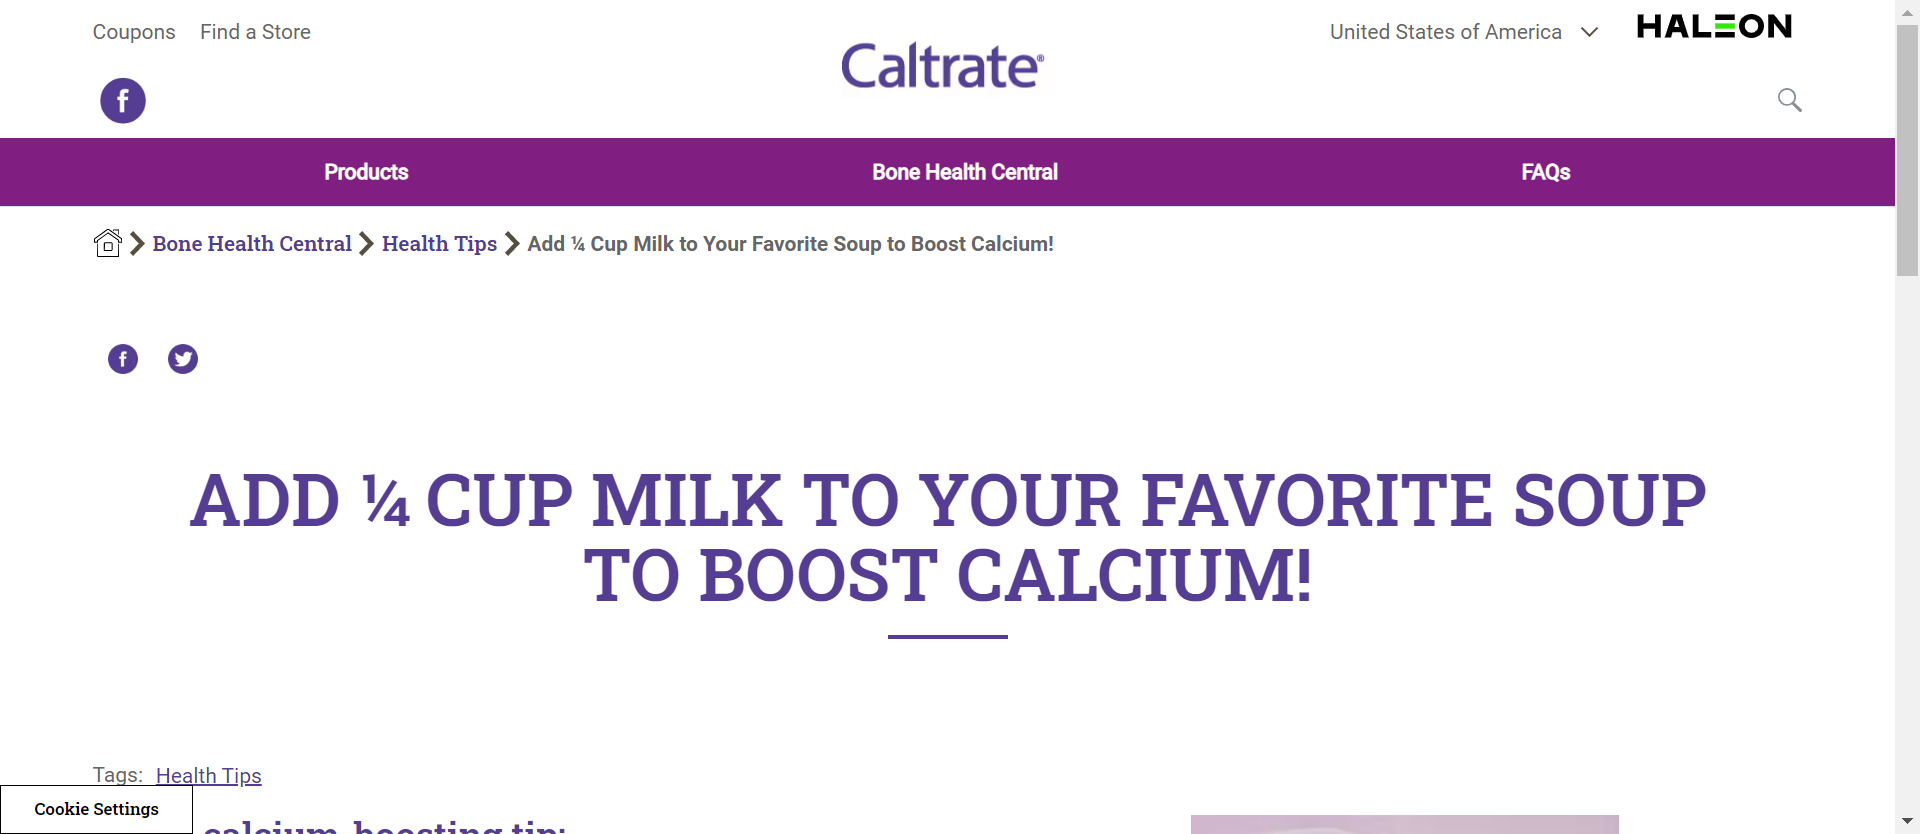 Coupons Find a Store
United States of America
HALEON
Caltrate®
Products Bone Health Central FAQs
Bone Health Central Health Tips Add ¼ Cup Milk to Your Favorite Soup to Boost Calcium!
ADD ¼ CUP MILK TO YOUR FAVORITE SOUP
TO BOOST CALCIUM!
Tags: Health Tips
Cookie Settings
calcium-boosting tip: